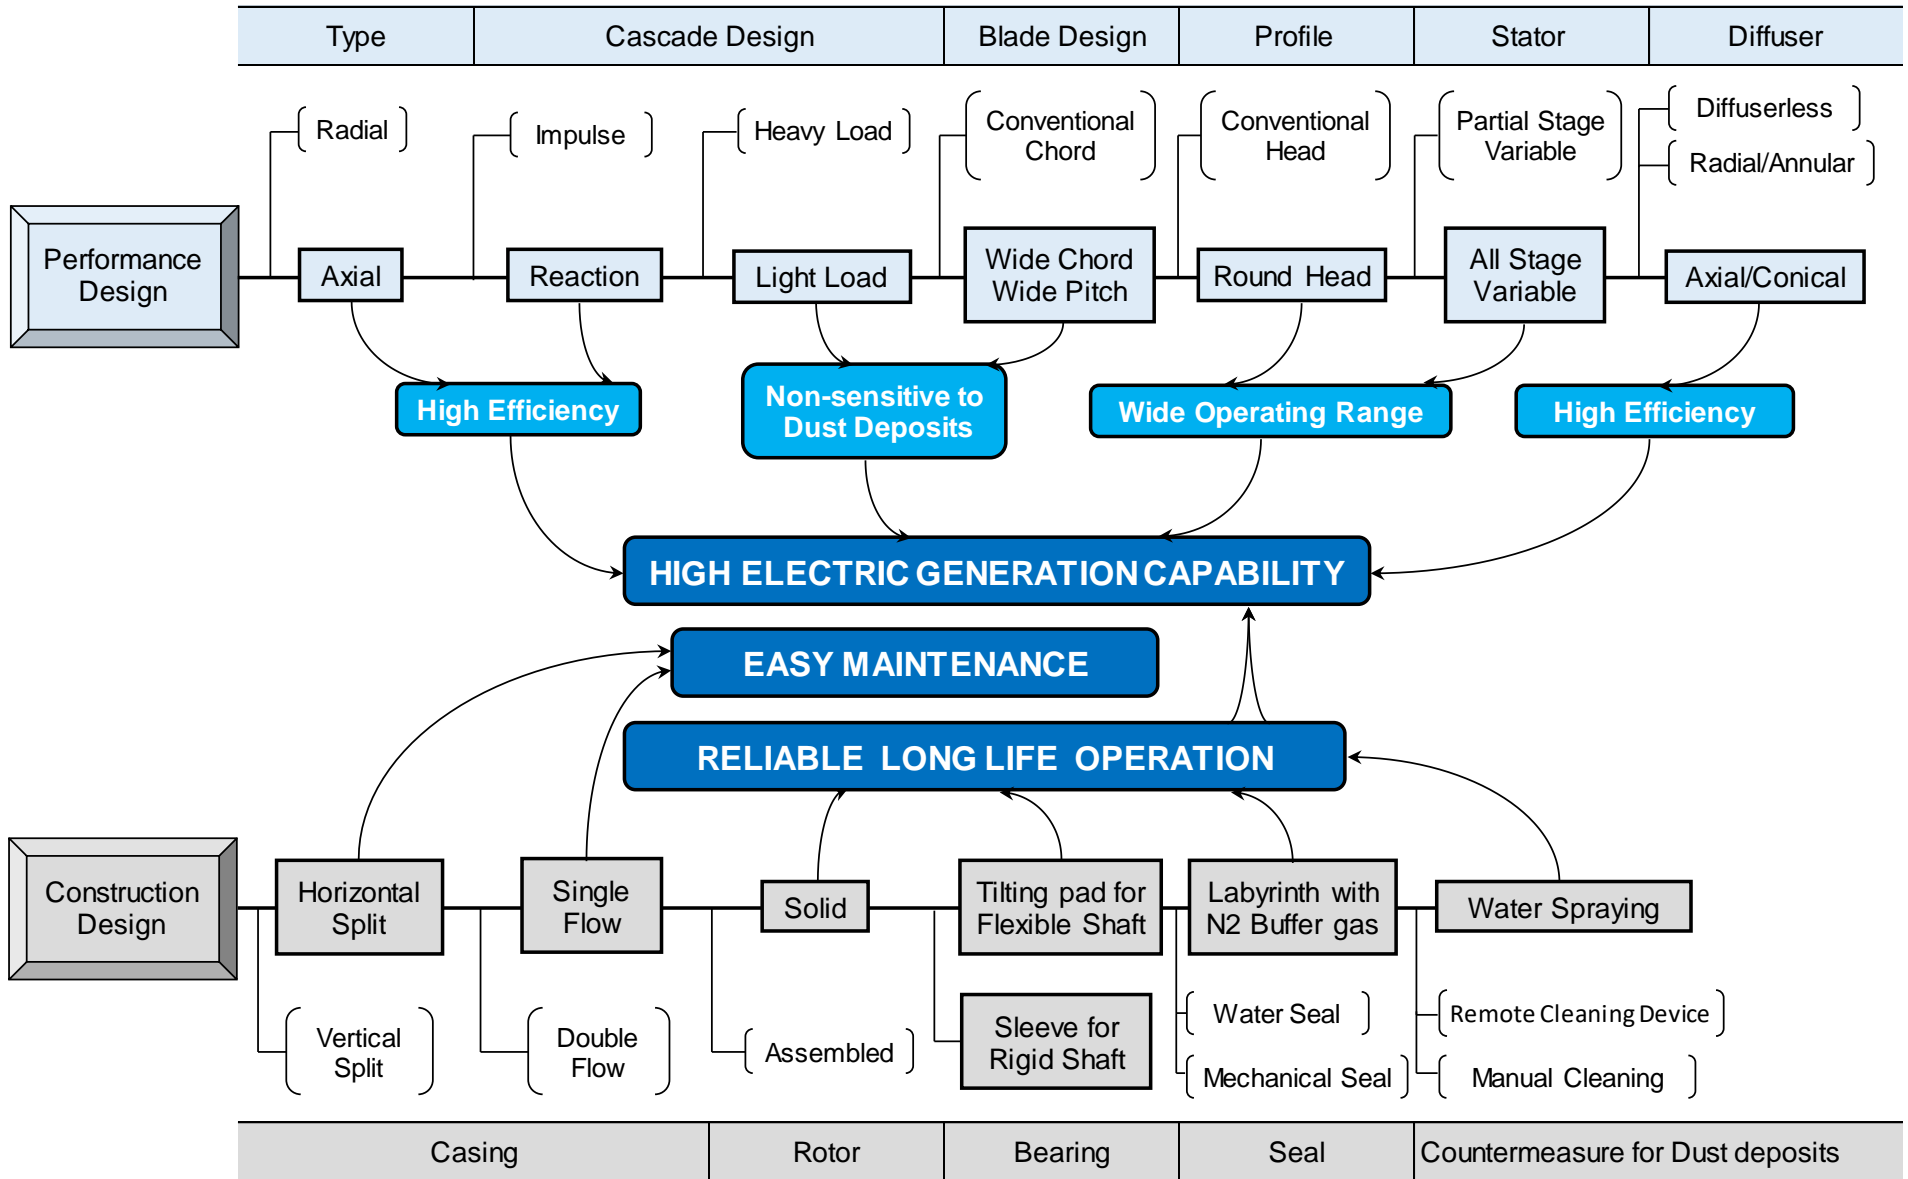 Type
Cascade Design
Blade Design
Profile
Stator
Diffuser
Radial
Impulse
Heavy Load
Conventional
Chord
Conventional
Head
Partial Stage
Variable
Diffuserless
Radial/Annular
Performance
Design
Axial
Reaction
Light Load
Wide Chord
Wide Pitch
Round Head
All Stage
Variable
Axial/Conical
High Efficiency
Non-sensitive to
Dust Deposits
Wide Operating Range
High Efficiency
HIGH ELECTRIC GENERATION CAPABILITY
EASY MAINTENANCE
RELIABLE LONG LIFE OPERATION
Construction
Design
Horizontal
Split
Single
Flow
Solid
Tilting pad for
Flexible Shaft
Labyrinth with
N2 Buffer gas
Water Spraying
Vertical
Split
Double
Flow
Assembled
Sleeve for
Rigid Shaft
Water Seal
Mechanical Seal
Remote Cleaning Device
Manual Cleaning
Casing
Rotor
Bearing
Seal
Countermeasure for Dust deposits